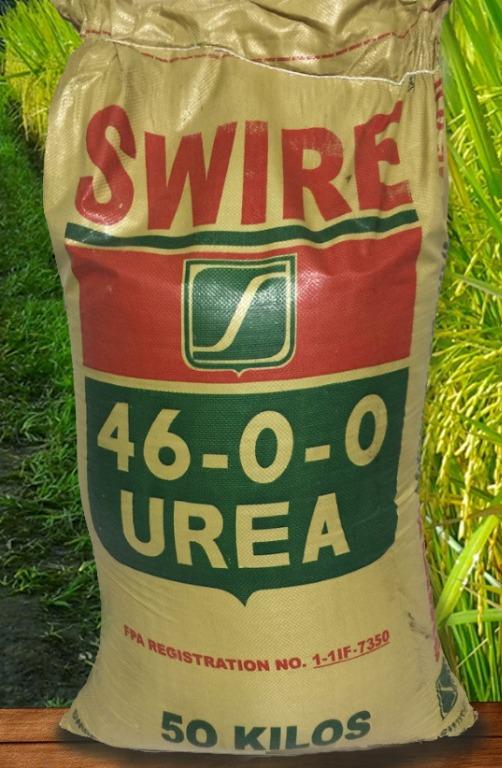 SWIRE
46-0-0
UREA
FPA REGISTRATION NO. 1-1IF-7350
50 KILOS